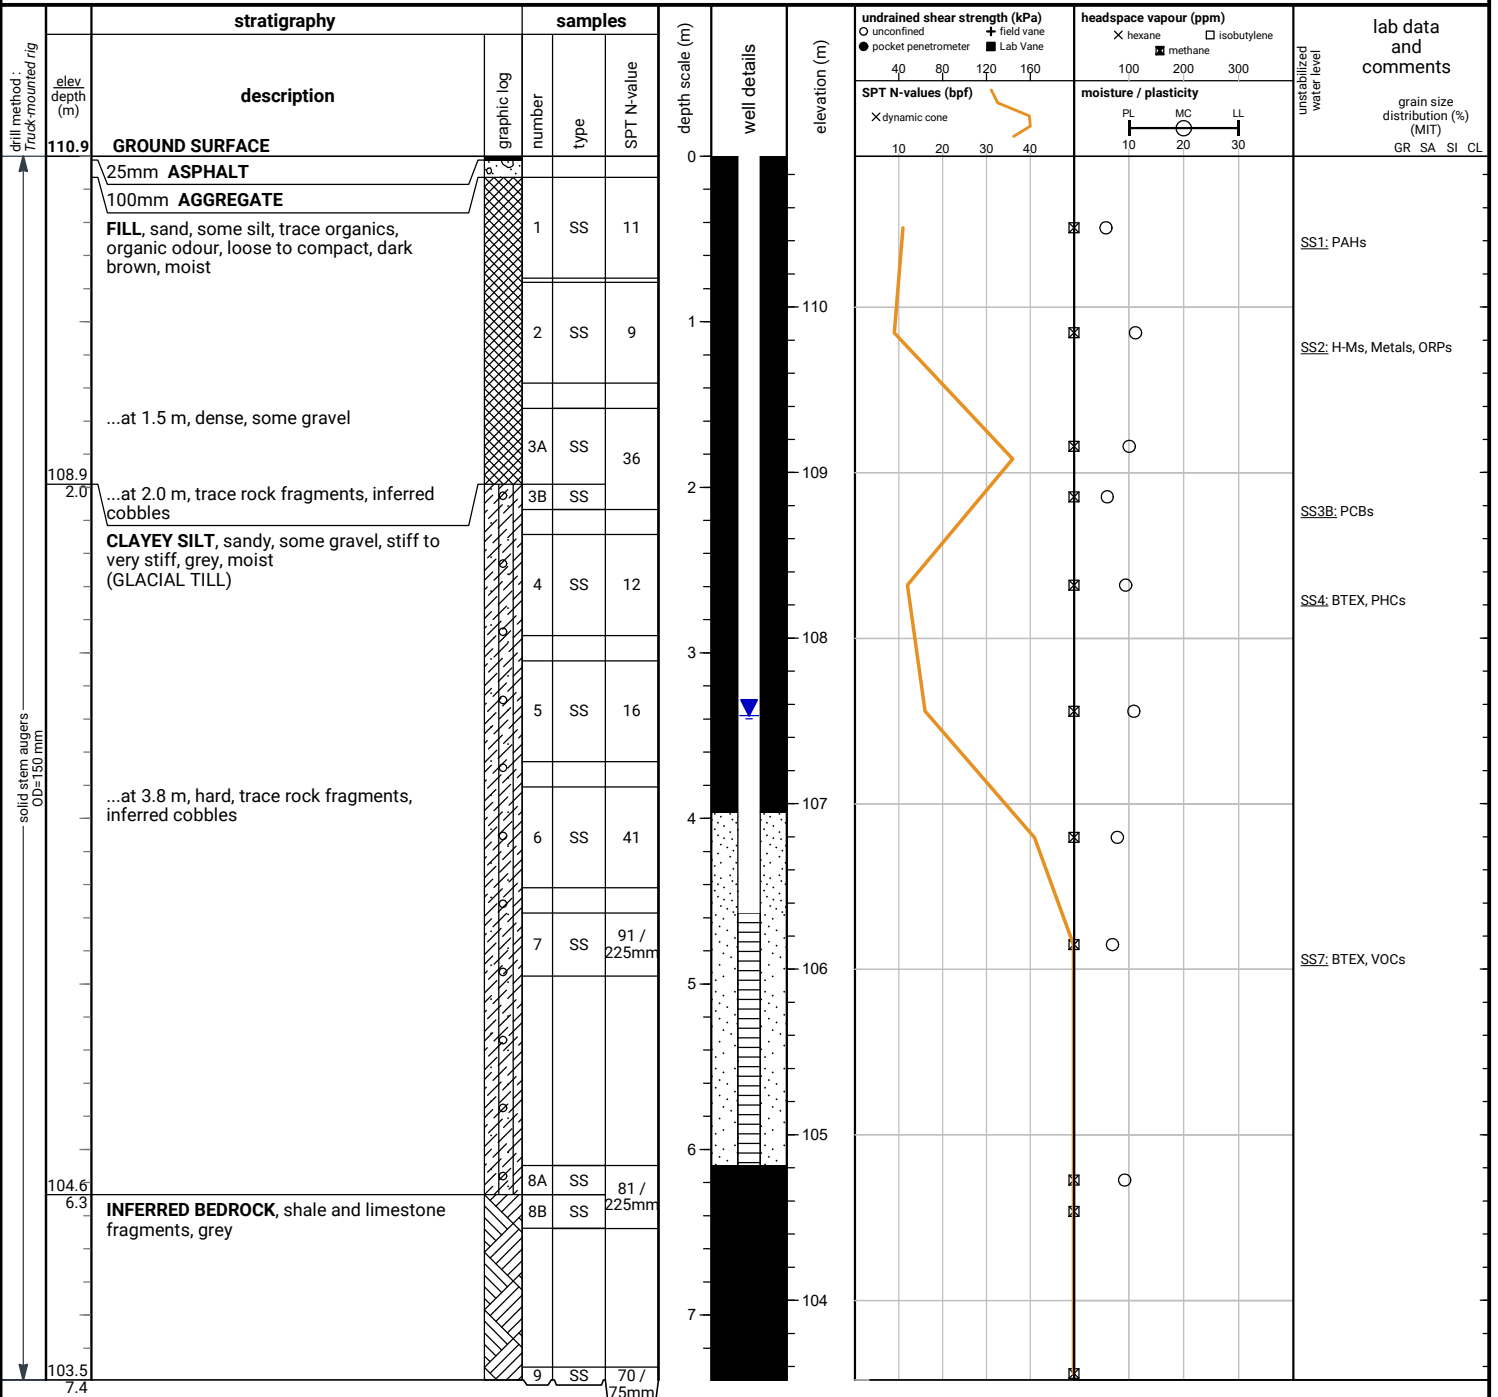 stratigraphy
samples
drill method :
Truck-mounted rig
elev
depth
(m)
description
graphic log
number
type
SPT N-value
depth scale (m)
well details
elevation (m)
undrained shear strength (kPa)
unconfined
field vane
pocket penetrometer
Lab Vane
40 80 120 160
SPT N-values (bpf)
dynamic cone
10 20 30 40
headspace vapour (ppm)
hexane
isobutylene
methane
100 200 300
moisture / plasticity
PL MC LL
10 20 30
unstabilized
water level
lab data
and
comments
grain size
distribution (%)
(MIT)
GR SA SI CL
110.9 GROUND SURFACE
25mm ASPHALT
100mm AGGREGATE
FILL, sand, some silt, trace organics,
organic odour, loose to compact, dark
brown, moist
...at 1.5 m, dense, some gravel
108.9
2.0
...at 2.0 m, trace rock fragments, inferred
cobbles
CLAYEY SILT, sandy, some gravel, stiff to
very stiff, grey, moist
(GLACIAL TILL)
...at 3.8 m, hard, trace rock fragments,
inferred cobbles
104.6
6.3
INFERRED BEDROCK, shale and limestone
fragments, grey
103.5
7.4
solid stem augers
OD=150 mm
1 SS 11
2 SS 9
3A SS
36
3B SS
4 SS 12
5 SS 16
6 SS 41
7 SS 91 /
225mm
8A SS
81 /
225mm
8B SS
9 SS 70 /
75mm
0
1
2
3
4
5
6
7
110
109
108
107
106
105
104
SS1: PAHs
SS2: H-Ms, Metals, ORPs
SS3B: PCBs
SS4: BTEX, PHCs
SS7: BTEX, VOCs